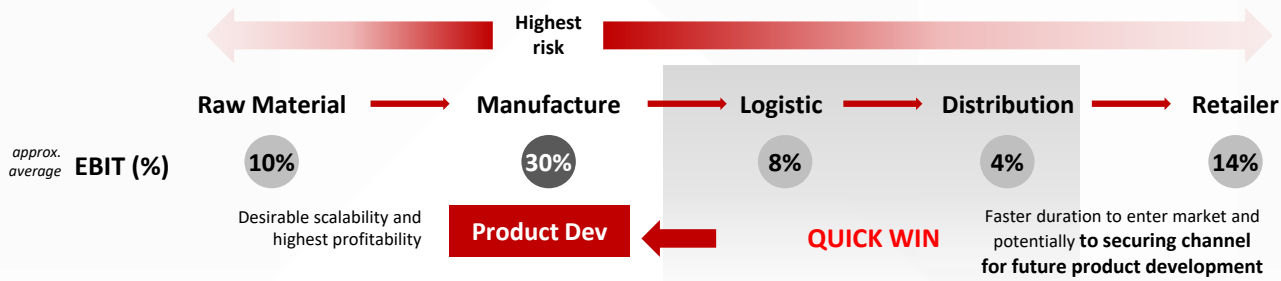 Highest
risk
Raw Material
Manufacture
Logistic
Distribution
Retailer
approx.
average
EBIT (%)
10%
30%
8%
4%
14%
Desirable scalability and
highest profitability
Product Dev
QUICK WIN
Faster duration to enter market and
potentially to securing channel
for future product development